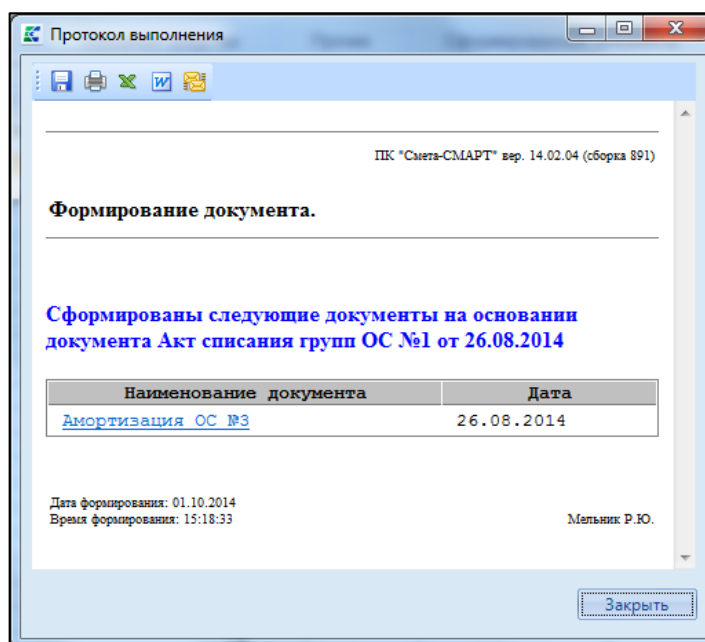 Протокол выполнения
ПК "Смета-СМАРТ" вер. 14.02.04 (сборка 891)
Формирование документа.
Сформированы следующие документы на основании
документа Акт списания групп ОС №1 от 26.08.2014
Наименование документа Дата
Амортизация ОС №3 26.08.2014
Дата формирования: 01.10.2014
Время формирования: 15:18:33 Мельник Р.Ю.
Закрыть